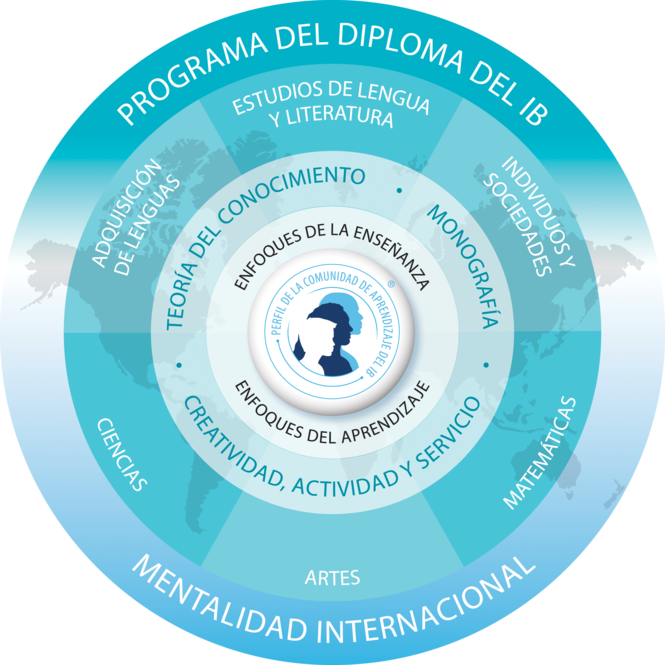 PROGRAMA DEL DIPLOMA DEL IB
ESTUDIOS DE LENGUA
Y LITERATURA
ADQUISICIÓN
DE LENGUAS
INDIVIDUOS Y
SOCIEDADES
TEORÍA DEL CONOCIMIENTO
•
MONOGRAFÍA
•
ENFOQUES DE LA ENSEÑANZA
• PERFIL DE LA COMUNIDAD DE APRENDIZAJE DEL IB •
®
ENFOQUES DEL APRENDIZAJE
•
CREATIVIDAD, ACTIVIDAD Y SERVICIO
CIENCIAS
MATEMÁTICAS
ARTES
MENTALIDAD INTERNACIONAL